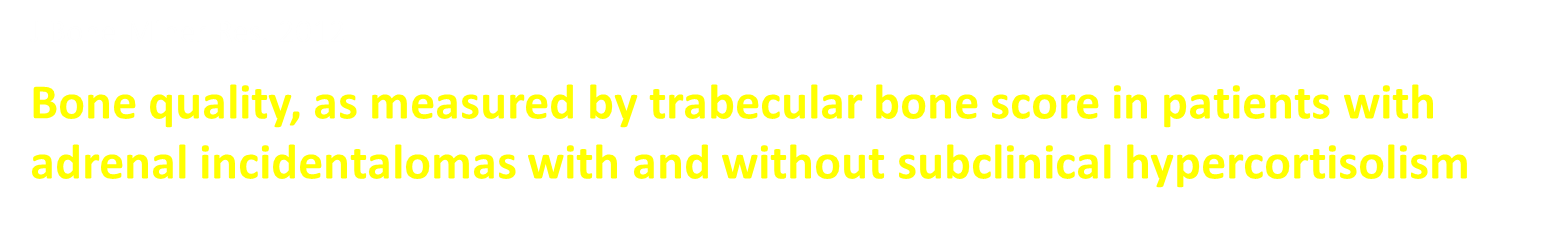 Bone quality, as measured by trabecular bone score in patients with
adrenal incidentalomas with and without subclinical hypercortisolism